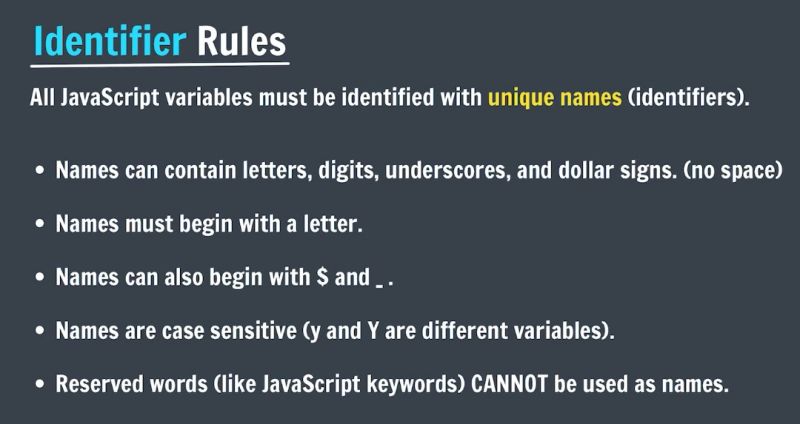 Identifier Rules
All JavaScript variables must be identified with unique names (identifiers).
• Names can contain letters, digits, underscores, and dollar signs. (no space)
• Names must begin with a letter.
• Names can also begin with $ and _ .
• Names are case sensitive (y and Y are different variables).
• Reserved words (like JavaScript keywords) CANNOT be used as names.